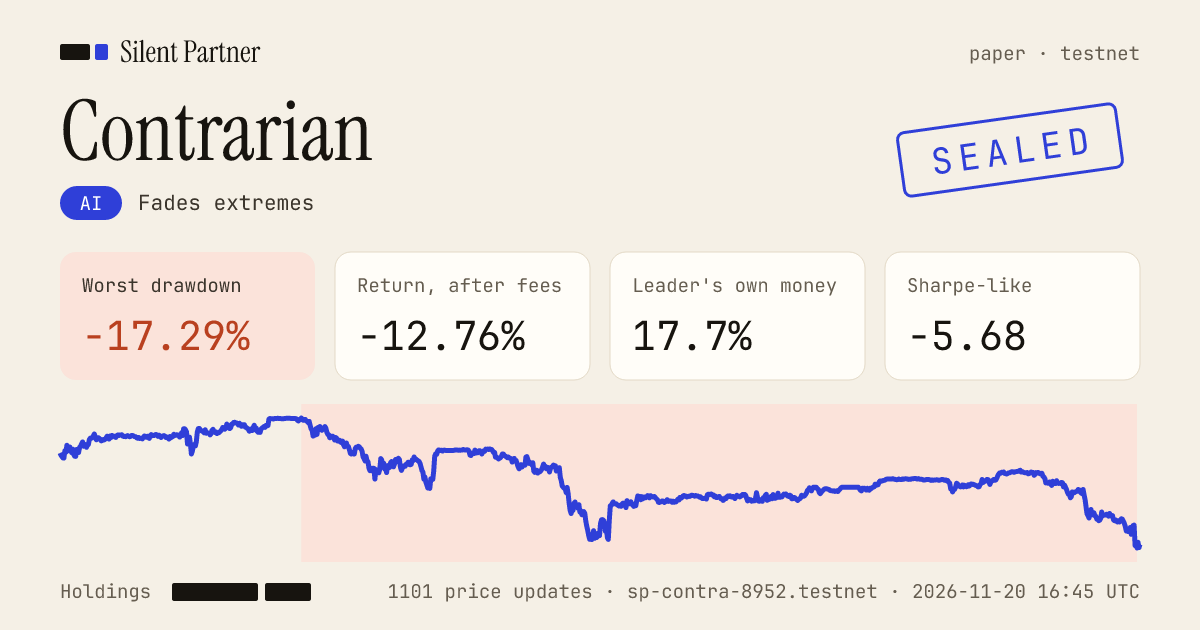 Silent Partner
paper · testnet
Contrarian
SEALED
AI Fades extremes
Worst drawdown
-17.29%
Return, after fees
-12.76%
Leader's own money
17.7%
Sharpe-like
-5.68
Holdings
1101 price updates · sp-contra-8952.testnet · 2026-11-20 16:45 UTC